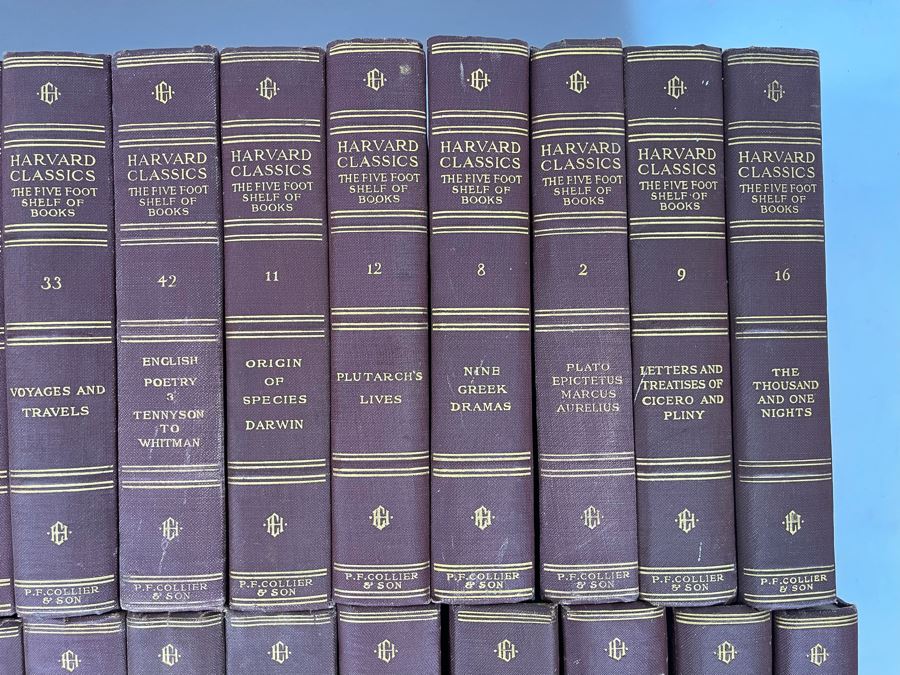 HARVARD
CLASSICS
THE FIVE FOOT
SHELF OF
BOOKS
33
VOYAGES AND
TRAVELS
P.F.COLLIER
& SON
HARVARD
CLASSICS
THE FIVE FOOT
SHELF OF
BOOKS
42
ENGLISH
POETRY
3
TENNYSON
TO
WHITMAN
P.F.COLLIER
& SON
HARVARD
CLASSICS
THE FIVE FOOT
SHELF OF
BOOKS
11
ORIGIN
OF
SPECIES
DARWIN
P.F.COLLIER
& SON
HARVARD
CLASSICS
THE FIVE FOOT
SHELF OF
BOOKS
12
PLUTARCH'S
LIVES
P.F.COLLIER
& SON
HARVARD
CLASSICS
THE FIVE FOOT
SHELF OF
BOOKS
8
NINE
GREEK
DRAMAS
P.F.COLLIER
& SON
HARVARD
CLASSICS
THE FIVE FOOT
SHELF OF
BOOKS
2
PLATO
EPICTETUS
MARCUS
AURELIUS
P.F.COLLIER
& SON
HARVARD
CLASSICS
THE FIVE FOOT
SHELF OF
BOOKS
9
LETTERS AND
TREATISES OF
CICERO AND
PLINY
P.F.COLLIER
& SON
HARVARD
CLASSICS
THE FIVE FOOT
SHELF OF
BOOKS
16
THE
THOUSAND
AND ONE
NIGHTS
P.F.COLLIER
& SON